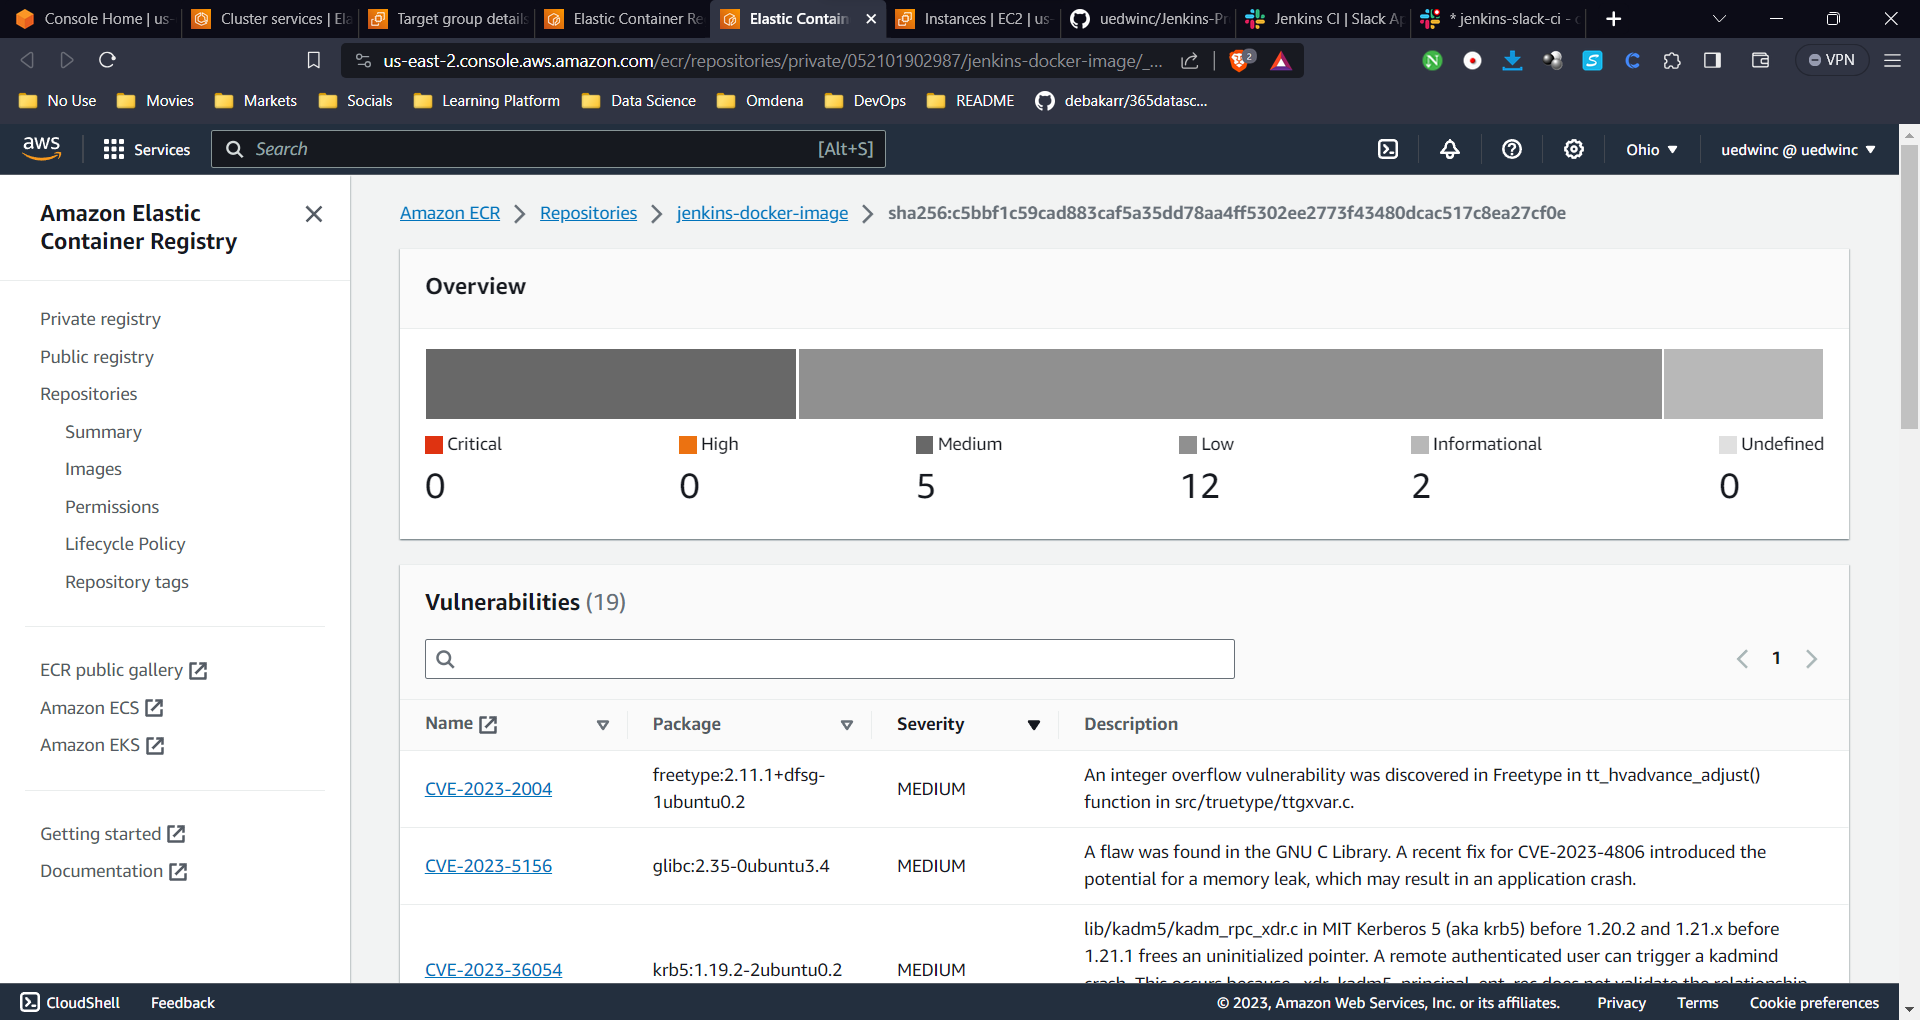 Console Home | us-
Cluster services | Ela
Target group details
Elastic Container Re
Elastic Contain
Instances | EC2 | us-
uedwinc/Jenkins-Pr
Jenkins CI | Slack Ap
* jenkins-slack-ci - c
us-east-2.console.aws.amazon.com/ecr/repositories/private/052101902987/jenkins-docker-image/_...
2
VPN
No Use
Movies
Markets
Socials
Learning Platform
Data Science
Omdena
DevOps
README
debakarr/365datasc...
aws
Services
Search
[Alt+S]
Ohio
uedwinc @ uedwinc
Amazon Elastic
Container Registry
Private registry
Public registry
Repositories
Summary
Images
Permissions
Lifecycle Policy
Repository tags
ECR public gallery
Amazon ECS
Amazon EKS
Getting started
Documentation
Amazon ECR
Repositories
jenkins-docker-image
sha256:c5bbf1c59cad883caf5a35dd78aa4ff5302ee2773f43480dcac517c8ea27cf0e
Overview
Critical
0
High
0
Medium
5
Low
12
Informational
2
Undefined
0
Vulnerabilities (19)
1
Name
Package
Severity
Description
CVE-2023-2004
freetype:2.11.1+dfsg-
1ubuntu0.2
MEDIUM
An integer overflow vulnerability was discovered in Freetype in tt_hvadvance_adjust()
function in src/truetype/ttgxvar.c.
CVE-2023-5156
glibc:2.35-0ubuntu3.4
MEDIUM
A flaw was found in the GNU C Library. A recent fix for CVE-2023-4806 introduced the
potential for a memory leak, which may result in an application crash.
CVE-2023-36054
krb5:1.19.2-2ubuntu0.2
MEDIUM
lib/kadm5/kadm_rpc_xdr.c in MIT Kerberos 5 (aka krb5) before 1.20.2 and 1.21.x before
1.21.1 frees an uninitialized pointer. A remote authenticated user can trigger a kadmind
crash. This occurs because _xdr_kadm5_principal_ent_rec does not validate the relationship
CloudShell
Feedback
© 2023, Amazon Web Services, Inc. or its affiliates.
Privacy
Terms
Cookie preferences